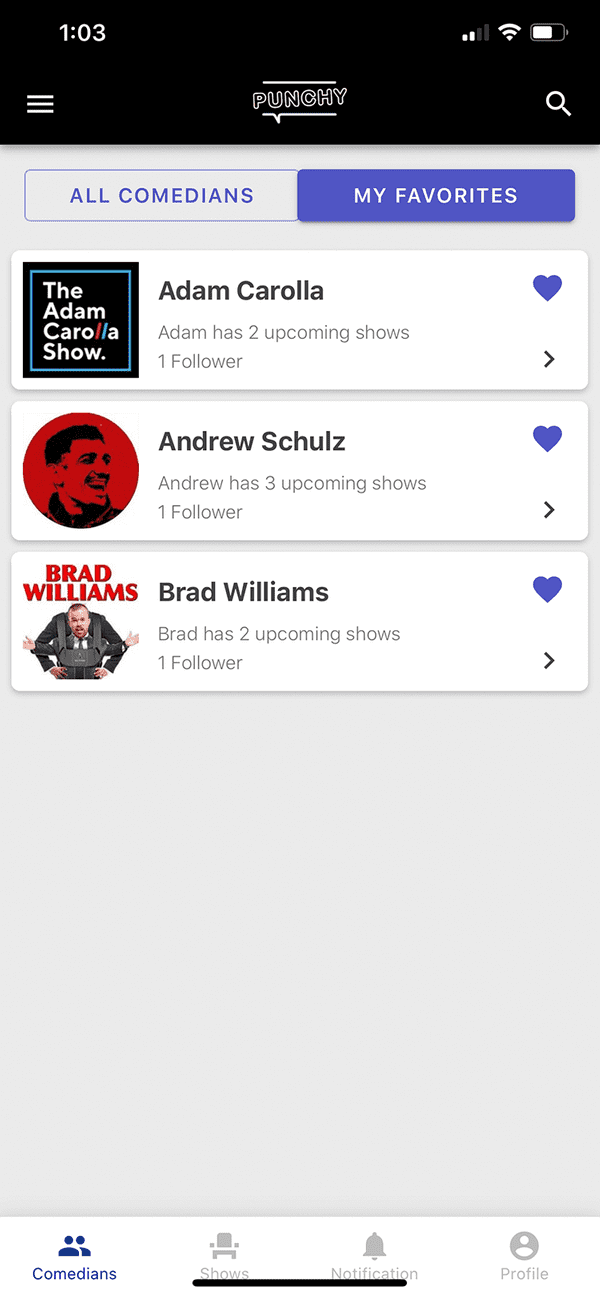 1:03
PUNCHY
ALL COMEDIANS
MY FAVORITES
The
Adam
Carolla
Show.
Adam Carolla
Adam has 2 upcoming shows
1 Follower
Andrew Schulz
Andrew has 3 upcoming shows
1 Follower
BRAD
WILLIAMS
Brad Williams
Brad has 2 upcoming shows
1 Follower
Comedians
Shows
Notification
Profile